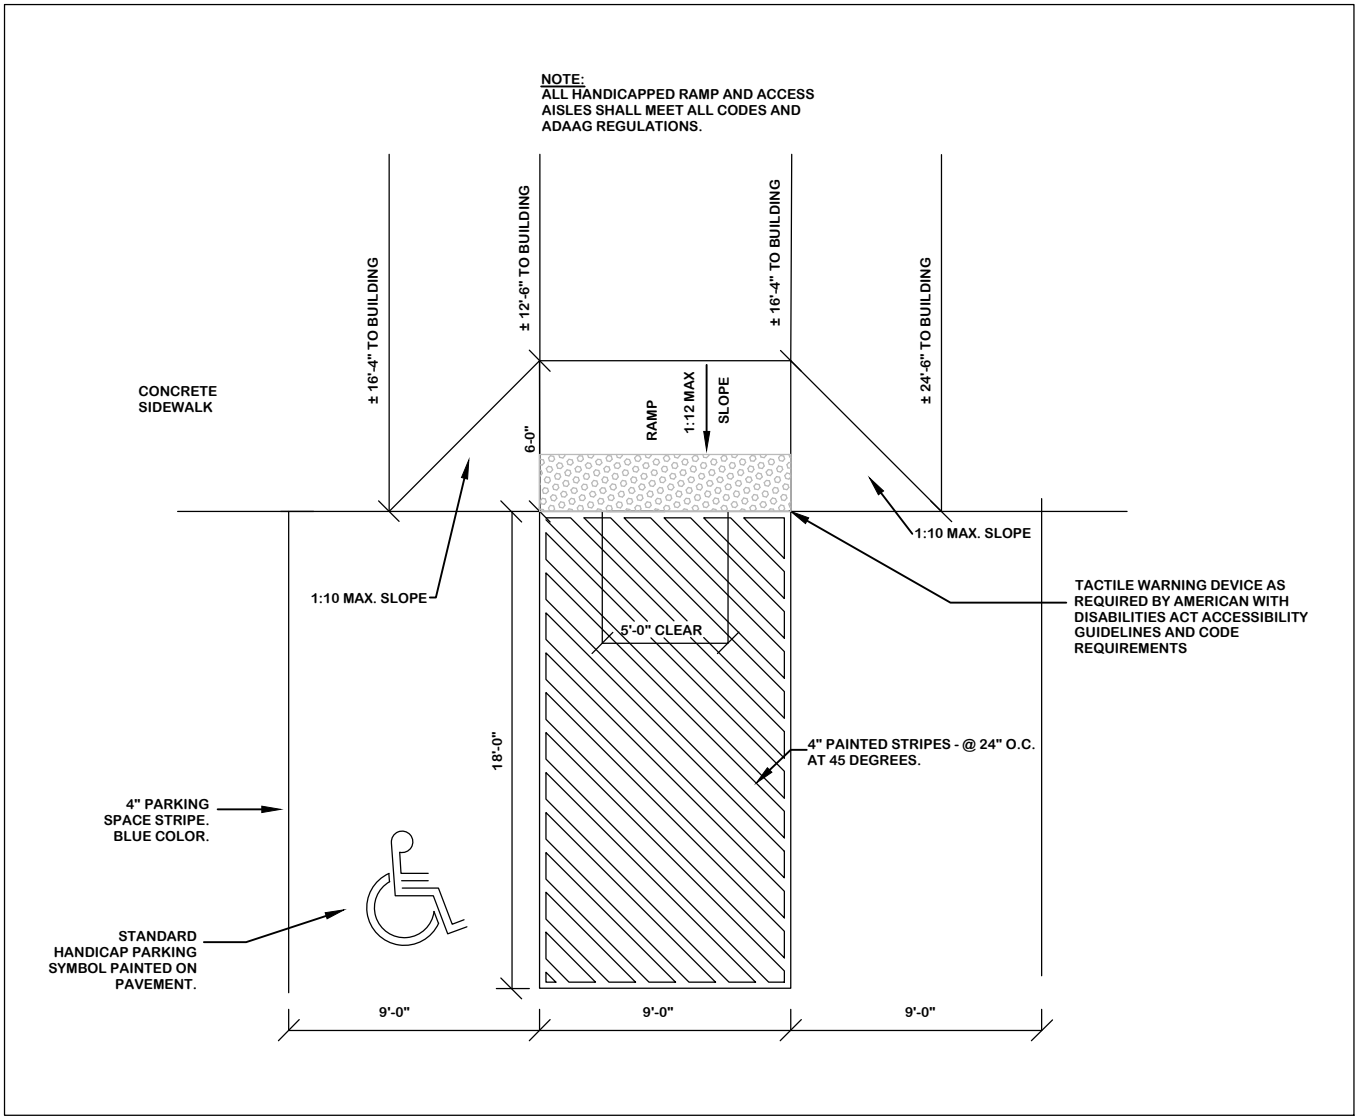 NOTE:
ALL HANDICAPPED RAMP AND ACCESS
AISLES SHALL MEET ALL CODES AND
ADAAG REGULATIONS.
± 16'-4" TO BUILDING
± 12'-6" TO BUILDING
± 16'-4" TO BUILDING
± 24'-6" TO BUILDING
CONCRETE
SIDEWALK
6-0"
RAMP
1:12 MAX
SLOPE
1:10 MAX. SLOPE
1:10 MAX. SLOPE
TACTILE WARNING DEVICE AS
REQUIRED BY AMERICAN WITH
DISABILITIES ACT ACCESSIBILITY
GUIDELINES AND CODE
REQUIREMENTS
5'-0" CLEAR
18'-0"
4" PAINTED STRIPES - @ 24" O.C.
AT 45 DEGREES.
4" PARKING
SPACE STRIPE.
BLUE COLOR.
STANDARD
HANDICAP PARKING
SYMBOL PAINTED ON
PAVEMENT.
9'-0"
9'-0"
9'-0"